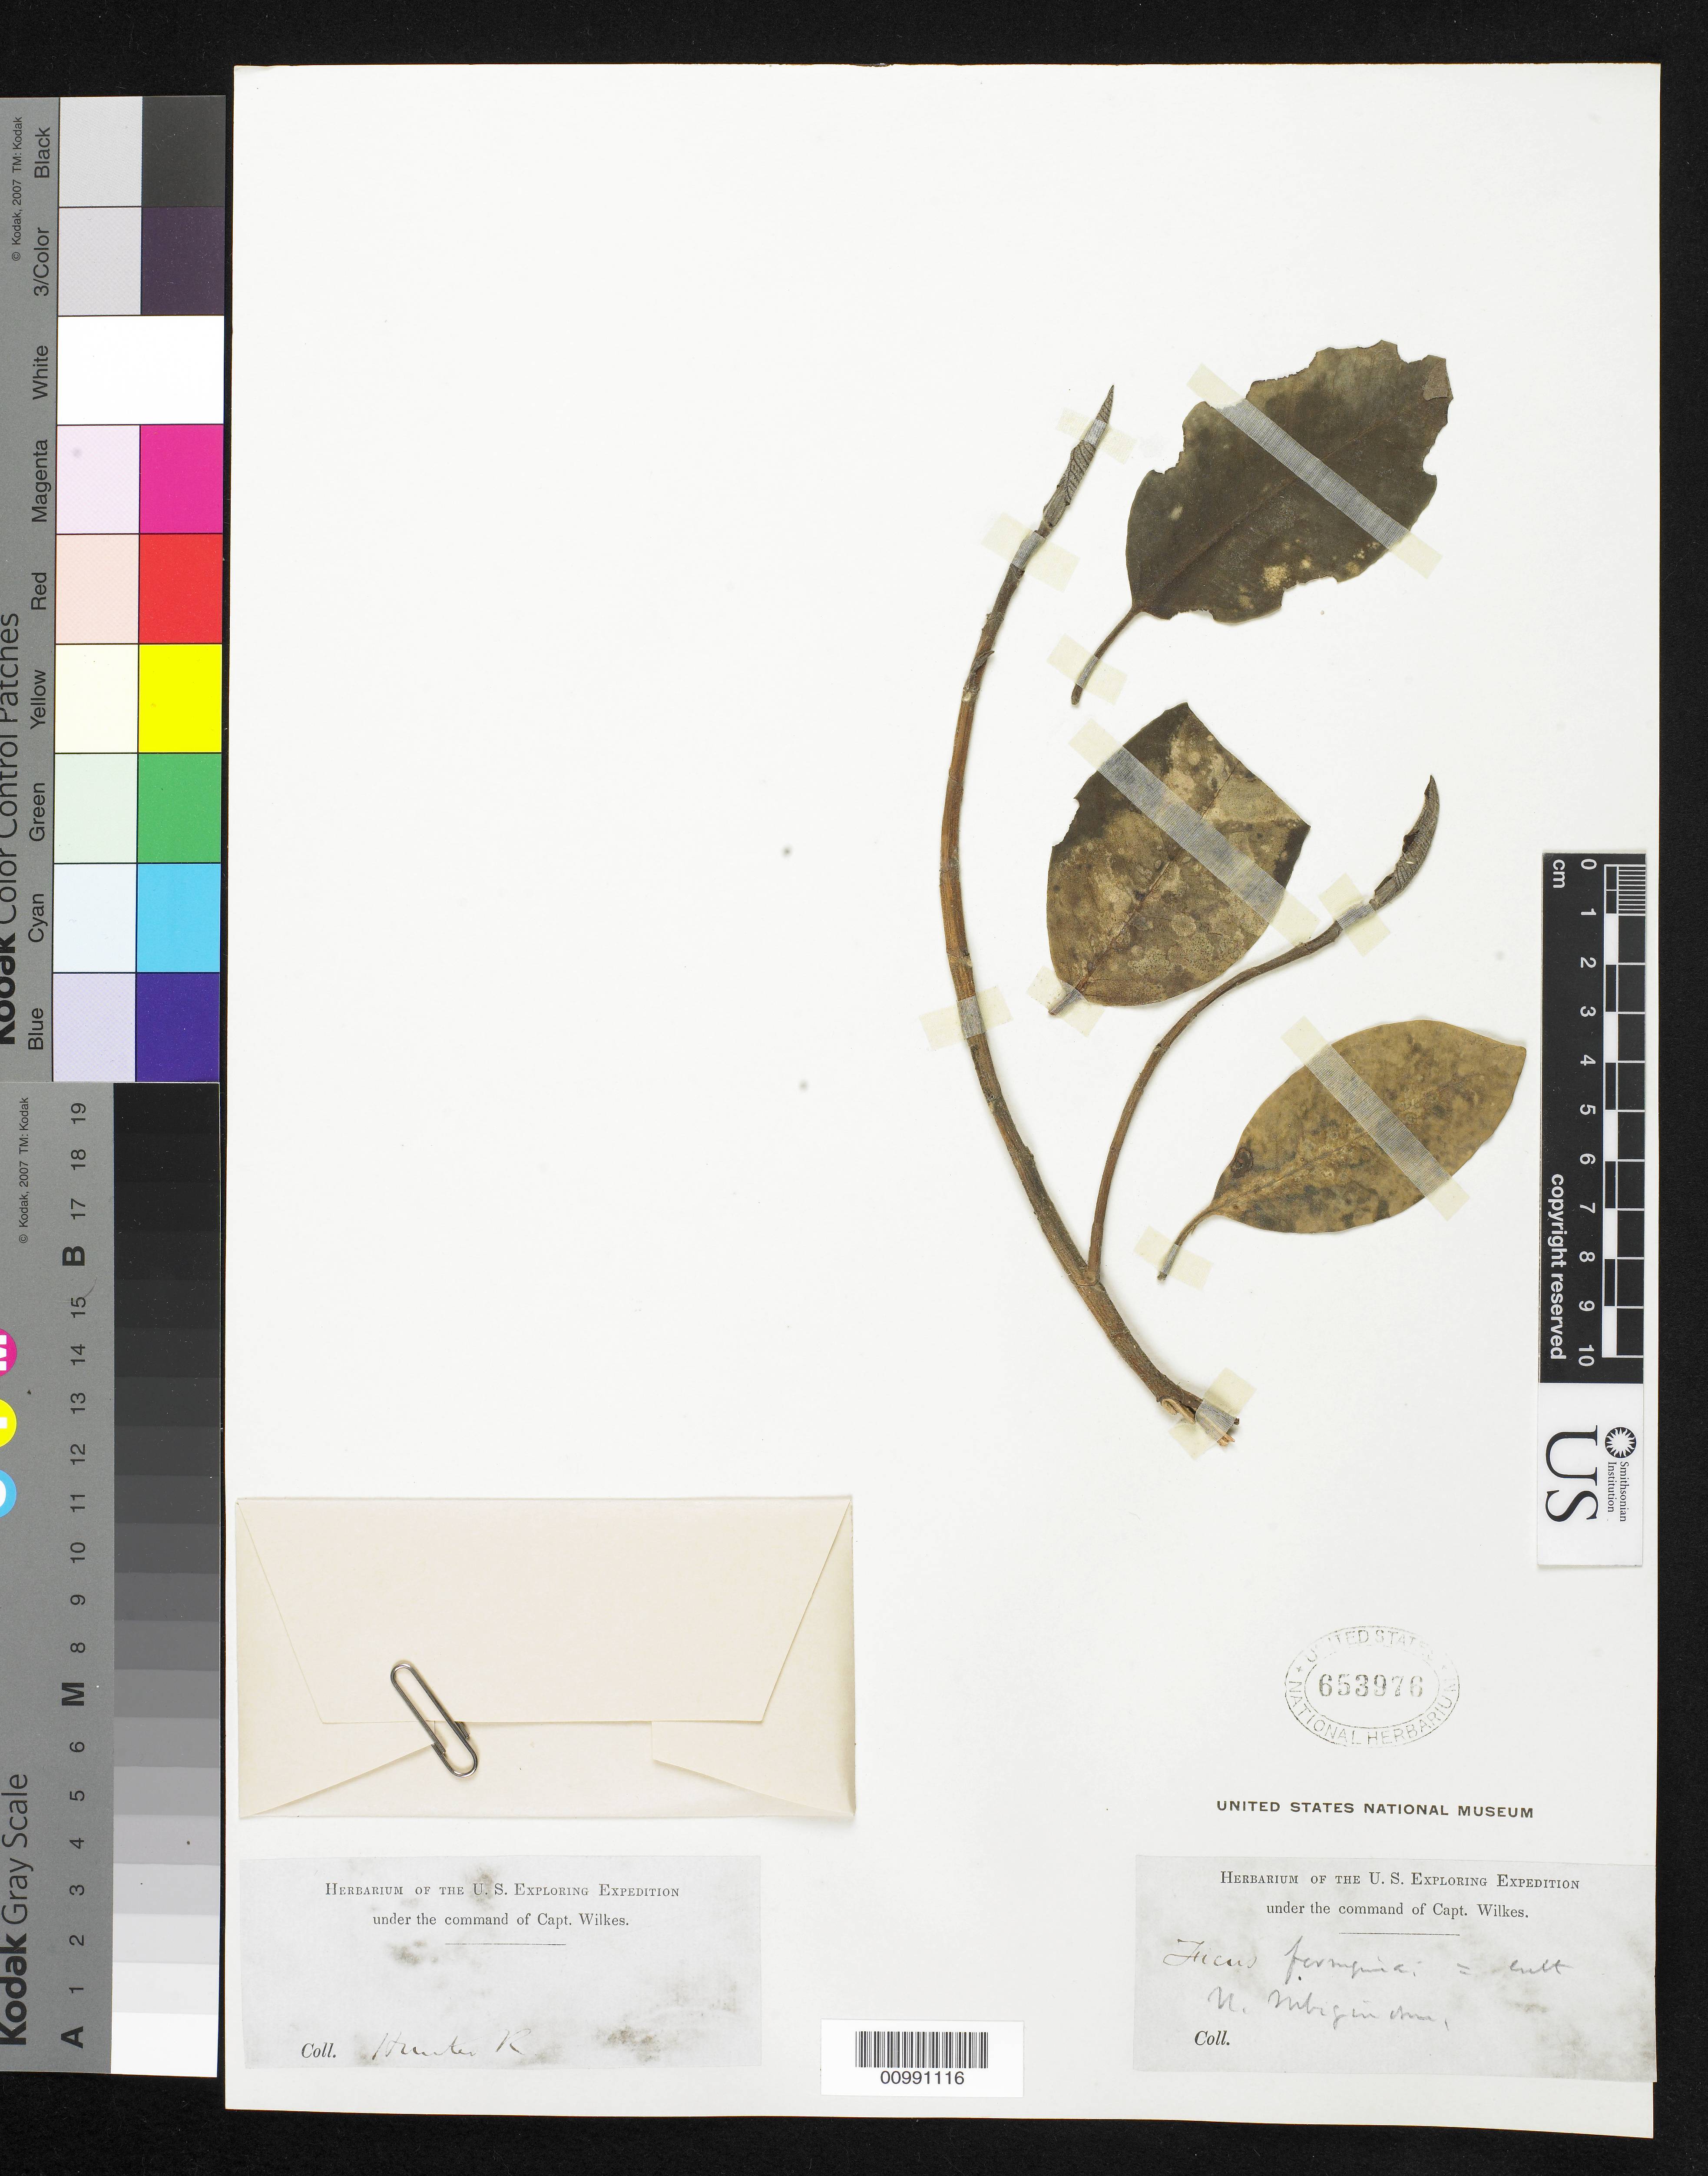 © Kodak, 2007 TM: Kodak
Kodak Color Control Patches
Blue Cyan Green Yellow Red Magenta White 3/Color Black
© Kodak, 2007 TM: Kodak
Kodak Gray Scale
A 1 2 3 4 5 6 M 8 9 10 11 12 13 14 15 B 17 18 19
cm 0 1 2 3 4 5 6 7 8 9 10
copyright reserved
US
Smithsonian
Institution
UNITED STATES
653976
NATIONAL HERBARIUM
UNITED STATES NATIONAL MUSEUM
HERBARIUM OF THE U. S. EXPLORING EXPEDITION
under the command of Capt. Wilkes.
Coll. Hunter R
HERBARIUM OF THE U. S. EXPLORING EXPEDITION
under the command of Capt. Wilkes.
Ficus =
Coll.
00991116